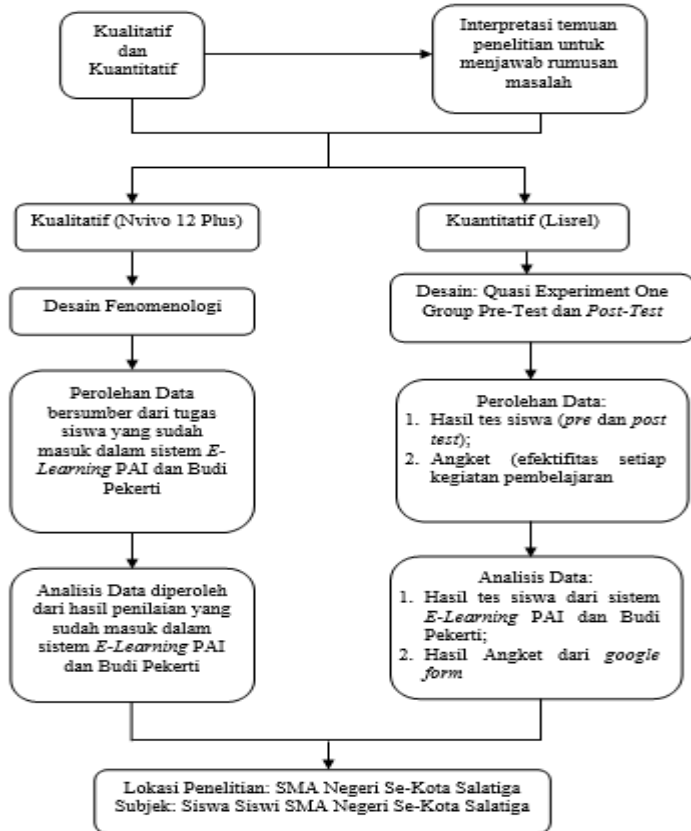 Kualitatif
dan
Kuantitatif
Interpretasi temuan
penelitian untuk
menjawab rumusan
masalah
Kualitatif (Nvivo 12 Plus)
Kuantitatif (Lisrel)
Desain Fenomenologi
Desain: Quasi Experiment One
Group Pre-Test dan Post-Test
Perolehan Data
bersumber dari tugas
siswa yang sudah
masuk dalam sistem E-
Learning PAI dan Budi
Pekerti
Perolehan Data:
1. Hasil tes siswa (pre dan post
test);
2. Angket (efektifitas setiap
kegiatan pembelajaran
Analisis Data diperoleh
dari hasil penilaian yang
sudah masuk dalam
sistem E-Learning PAI
dan Budi Pekerti
Analisis Data:
1. Hasil tes siswa dari sistem
E-Learning PAI dan Budi
Pekerti;
2. Hasil Angket dari google
form
Lokasi Penelitian: SMA Negeri Se-Kota Salatiga
Subjek: Siswa Siswi SMA Negeri Se-Kota Salatiga